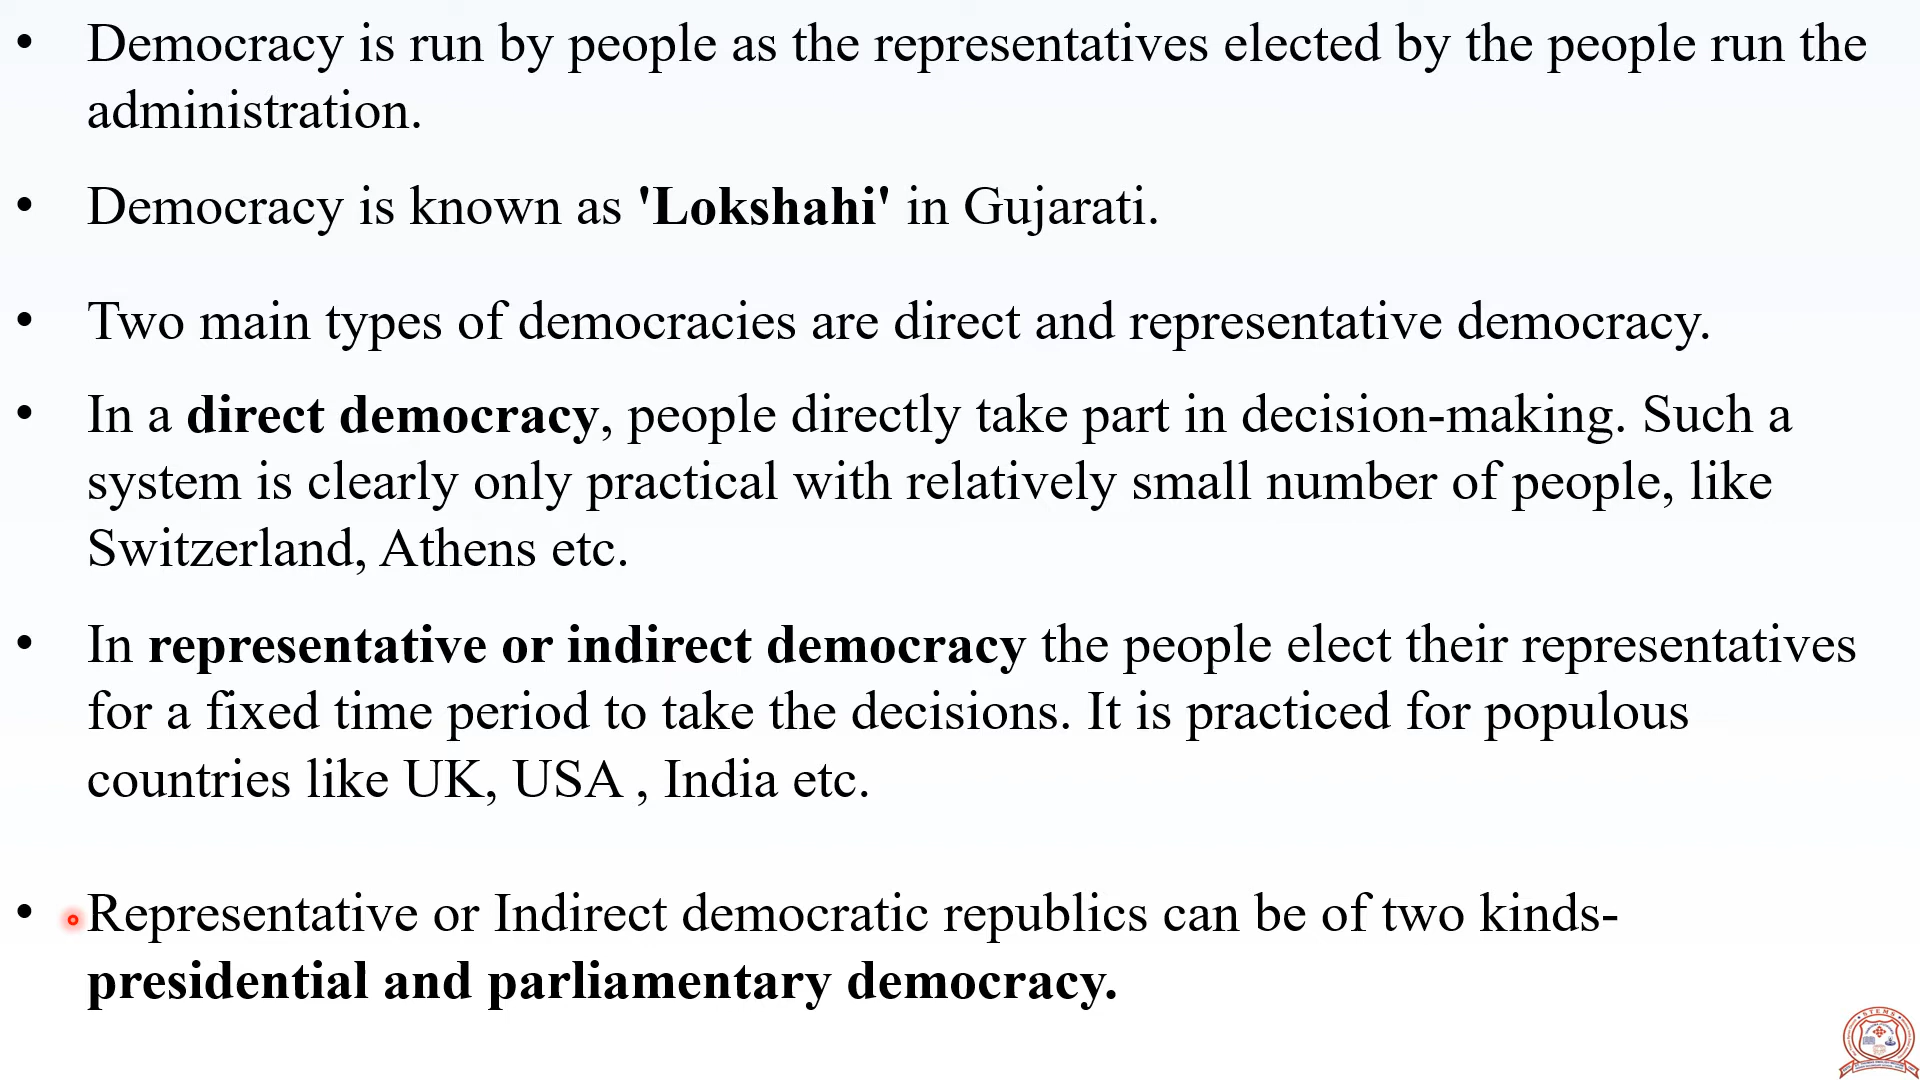 • Democracy is run by people as the representatives elected by the people run the
administration.
• Democracy is known as 'Lokshahi' in Gujarati.
• Two main types of democracies are direct and representative democracy.
• In a direct democracy, people directly take part in decision-making. Such a
system is clearly only practical with relatively small number of people, like
Switzerland, Athens etc.
• In representative or indirect democracy the people elect their representatives
for a fixed time period to take the decisions. It is practiced for populous
countries like UK, USA , India etc.
• Representative or Indirect democratic republics can be of two kinds-
presidential and parliamentary democracy.